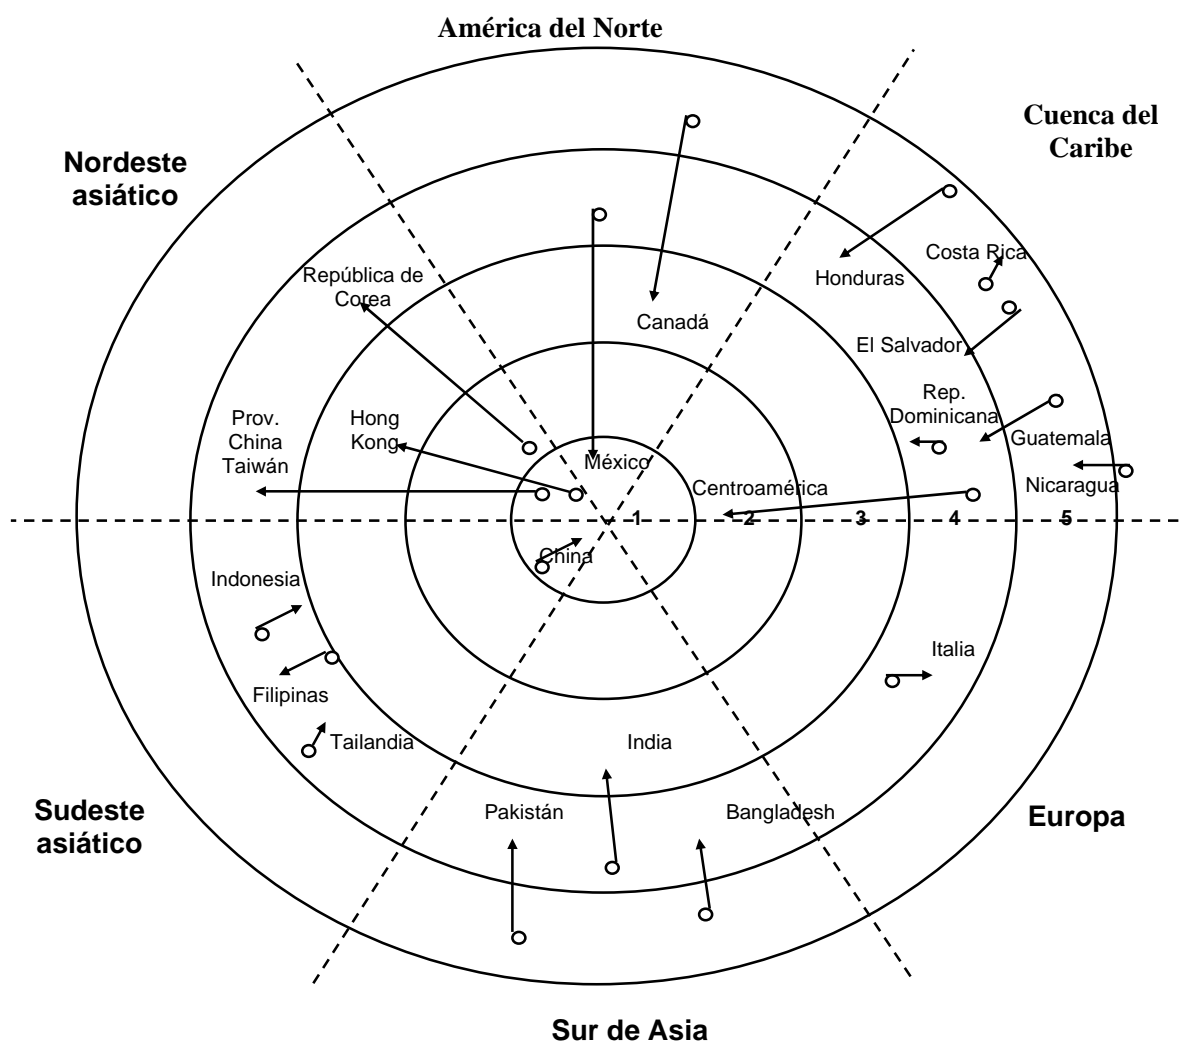 América del Norte
Cuenca del
Caribe
Nordeste
asiático
República de
Corea
Costa Rica
Honduras
Canadá
El Salvador
Rep.
Dominicana
Prov.
China
Taiwán
Hong
Kong
Guatemala
México
Nicaragua
Centroamérica
1 2 3 4 5
China
Indonesia
Italia
Filipinas
Tailandia
India
Pakistán
Bangladesh
Sudeste
asiático
Europa
Sur de Asia